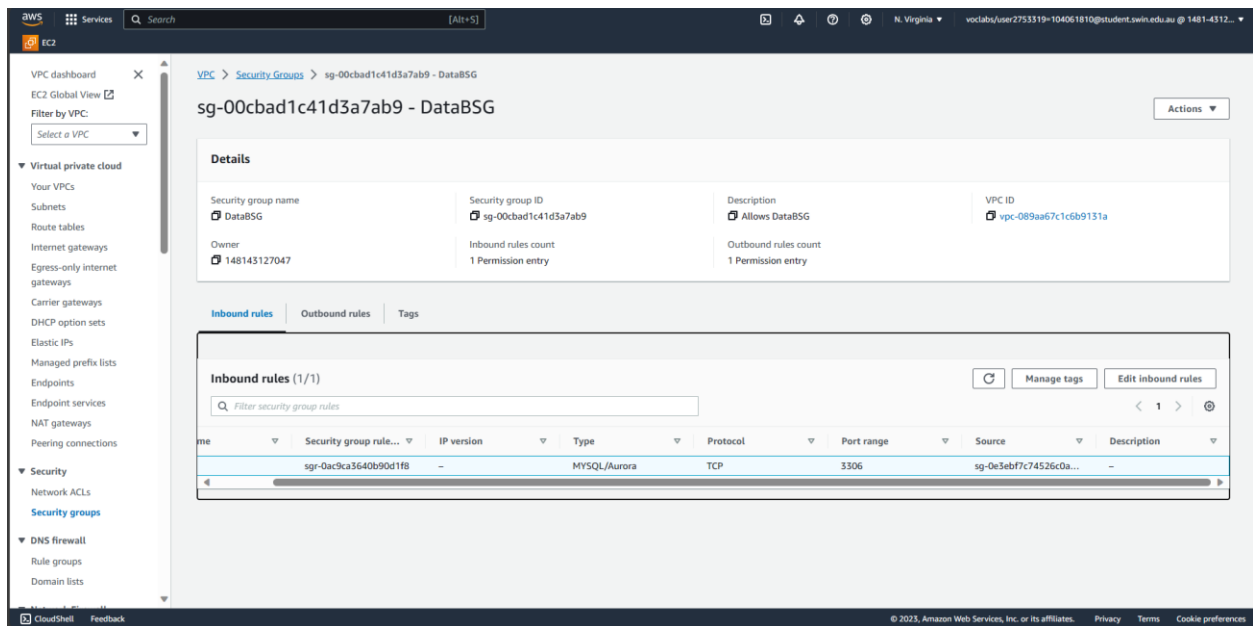 aws Services Search [Alt+S] N. Virginia voclabs/user2753319=104061810@student.swin.edu.au @ 1481-4312...
EC2
VPC dashboard
EC2 Global View
Filter by VPC:
Select a VPC
Virtual private cloud
Your VPCs
Subnets
Route tables
Internet gateways
Egress-only internet
gateways
Carrier gateways
DHCP option sets
Elastic IPs
Managed prefix lists
Endpoints
Endpoint services
NAT gateways
Peering connections
Security
Network ACLs
Security groups
DNS firewall
Rule groups
Domain lists
VPC > Security Groups > sg-00cbad1c41d3a7ab9 - DataBSG
sg-00cbad1c41d3a7ab9 - DataBSG
Actions
Details
Security group name Security group ID Description VPC ID
DataBSG sg-00cbad1c41d3a7ab9 Allows DataBSG vpc-089aa67c1c6b9131a
Owner Inbound rules count Outbound rules count
148143127047 1 Permission entry 1 Permission entry
Inbound rules Outbound rules Tags
Inbound rules (1/1) Manage tags Edit inbound rules
Filter security group rules < 1 >
me Security group rule... IP version Type Protocol Port range Source Description
sgr-0ac9ca3640b90d1f8 – MYSQL/Aurora TCP 3306 sg-0e3ebf7c74526c0a... –
CloudShell Feedback © 2023, Amazon Web Services, Inc. or its affiliates. Privacy Terms Cookie preferences